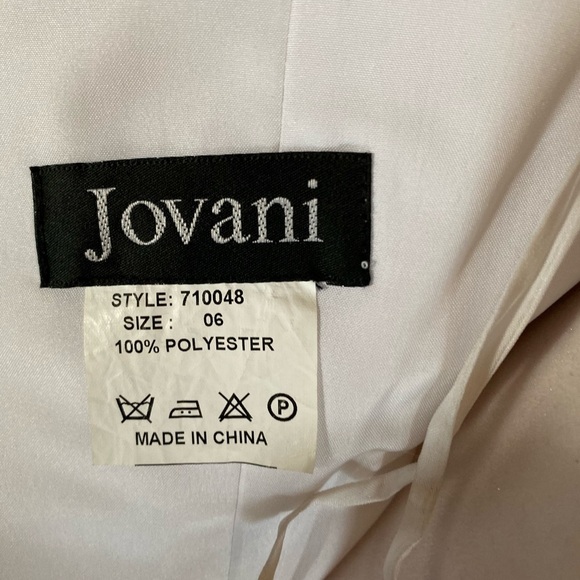 Jovani
STYLE: 710048
SIZE : 06
100% POLYESTER
P
MADE IN CHINA